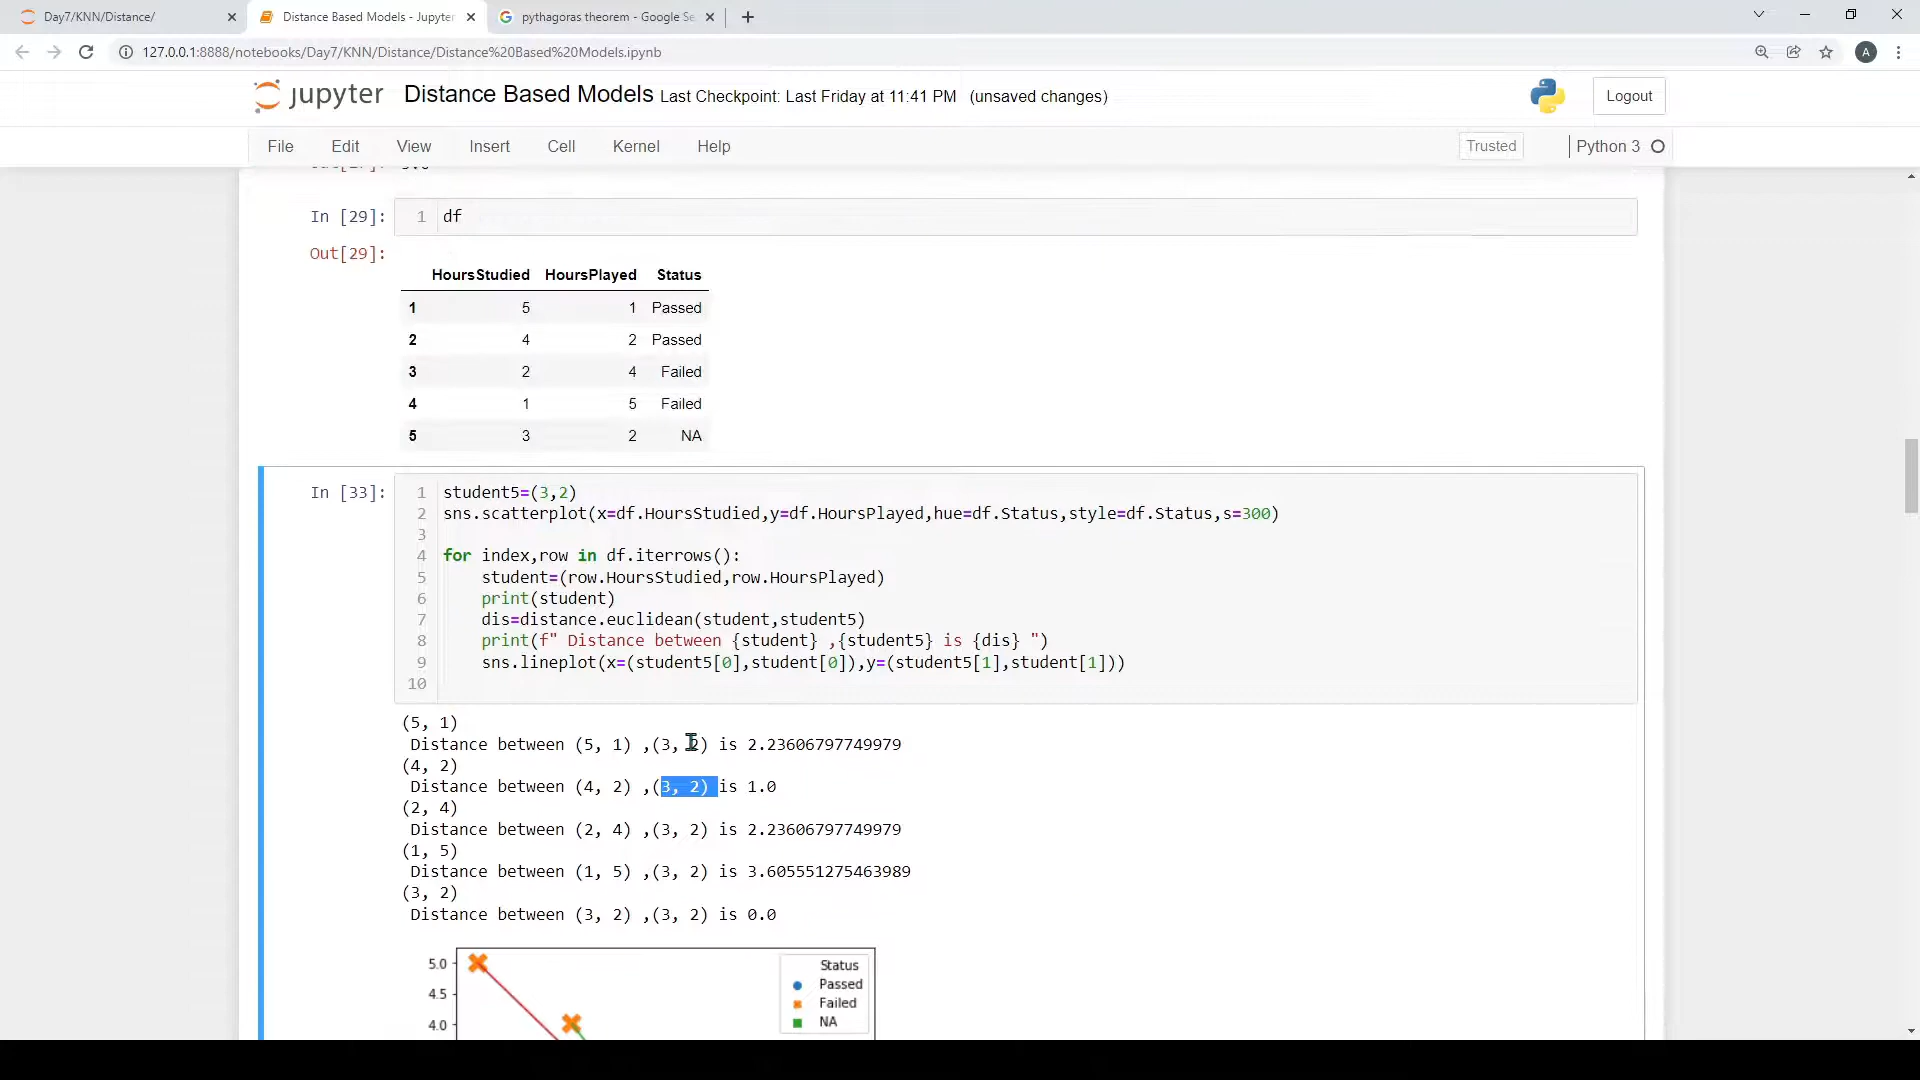 Day7/KNN/Distance/
Distance Based Models - Jupyter
pythagoras theorem - Google Se
127.0.0.1:8888/notebooks/Day7/KNN/Distance/Distance%20Based%20Models.ipynb
A
jupyter Distance Based Models Last Checkpoint: Last Friday at 11:41 PM (unsaved changes)
Logout
File Edit View Insert Cell Kernel Help
Trusted
Python 3
In [29]: 1 df
Out[29]:
HoursStudied HoursPlayed Status
1 5 1 Passed
2 4 2 Passed
3 2 4 Failed
4 1 5 Failed
5 3 2 NA
In [33]: 1 student5=(3,2)
2 sns.scatterplot(x=df.HoursStudied,y=df.HoursPlayed,hue=df.Status,style=df.Status,s=300)
3
4 for index,row in df.iterrows():
5 student=(row.HoursStudied,row.HoursPlayed)
6 print(student)
7 dis=distance.euclidean(student,student5)
8 print(f" Distance between {student} ,{student5} is {dis} ")
9 sns.lineplot(x=(student5[0],student[0]),y=(student5[1],student[1]))
10
(5, 1)
Distance between (5, 1) ,(3, 2) is 2.23606797749979
(4, 2)
Distance between (4, 2) ,(3, 2) is 1.0
(2, 4)
Distance between (2, 4) ,(3, 2) is 2.23606797749979
(1, 5)
Distance between (1, 5) ,(3, 2) is 3.605551275463989
(3, 2)
Distance between (3, 2) ,(3, 2) is 0.0
5.0
4.5
4.0
Status
Passed
Failed
NA